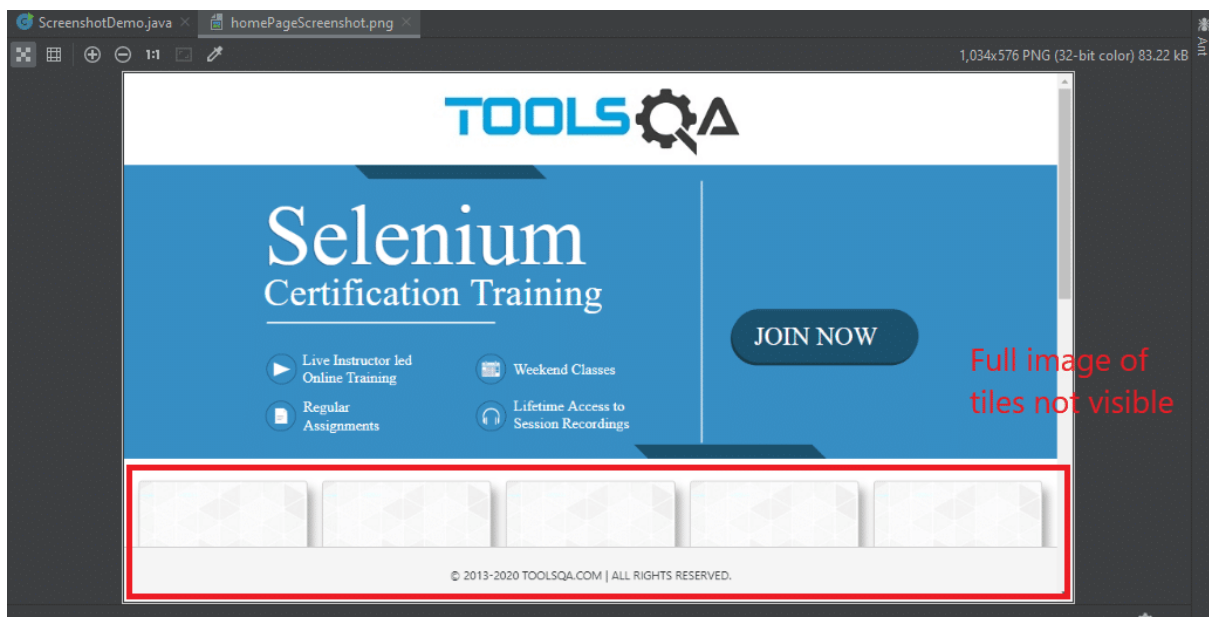 ScreenshotDemo.java
homePageScreenshot.png
1:1
1,034x576 PNG (32-bit color) 83.22 kB
Ant
TOOLSQA
Selenium
Certification Training
Live Instructor led
Online Training
Weekend Classes
Regular
Assignments
Lifetime Access to
Session Recordings
JOIN NOW
Full image of
tiles not visible
© 2013-2020 TOOLSQA.COM | ALL RIGHTS RESERVED.